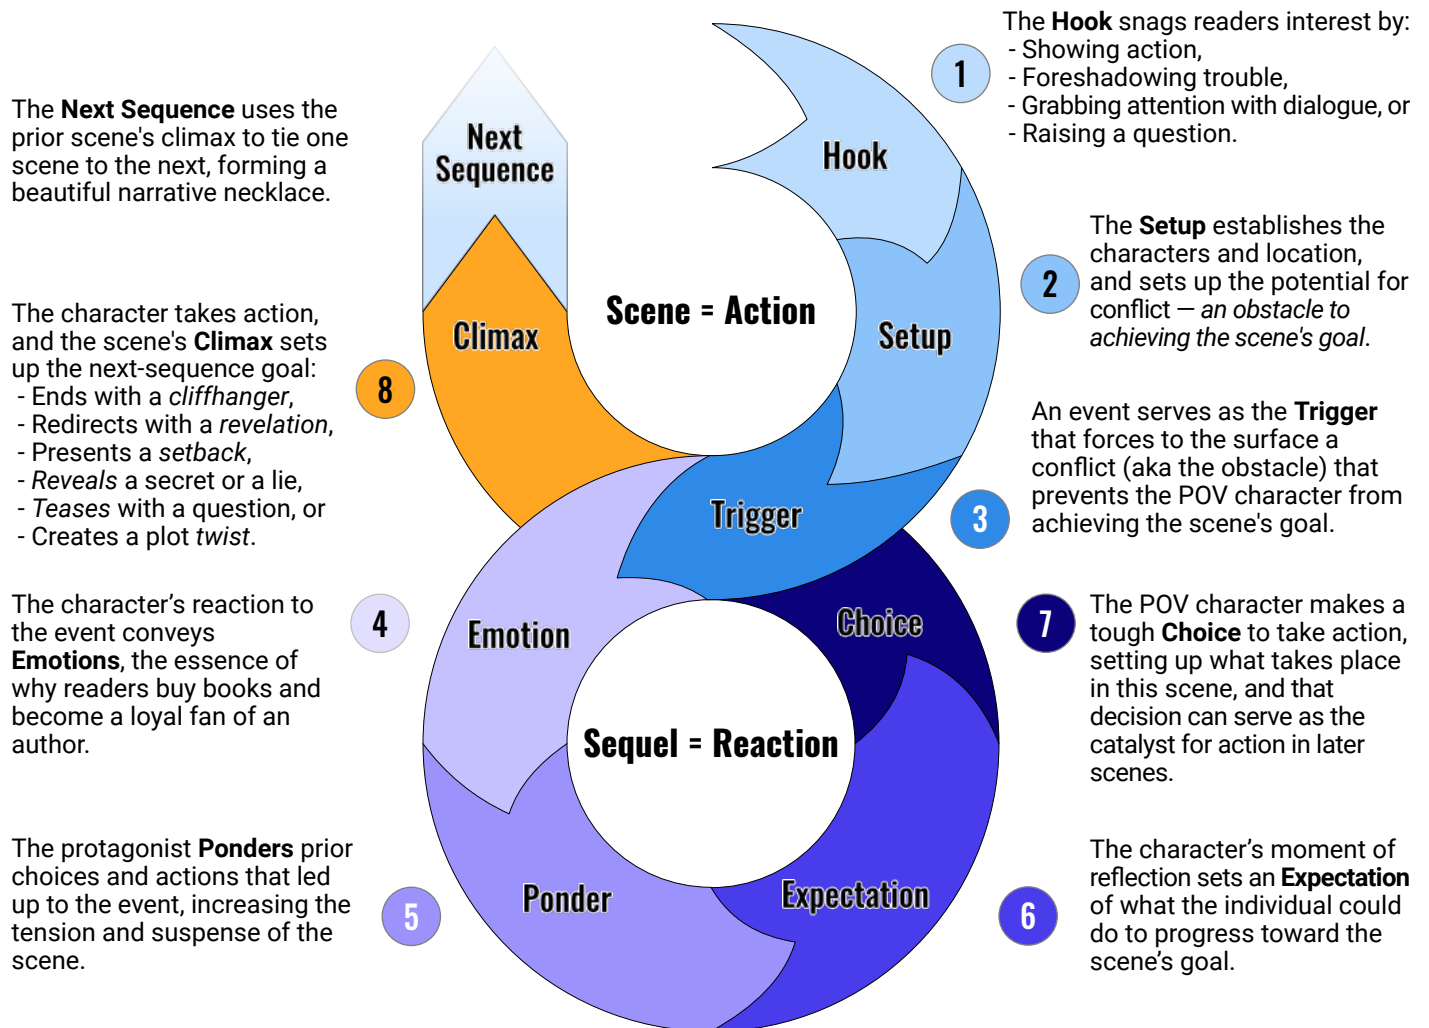 The Hook snags readers interest by:
- Showing action,
- Foreshadowing trouble,
- Grabbing attention with dialogue, or
- Raising a question.
1
Hook
2
The Setup establishes the
characters and location,
and sets up the potential for
conflict — an obstacle to
achieving the scene's goal.
Setup
Scene = Action
An event serves as the Trigger
that forces to the surface a
conflict (aka the obstacle) that
prevents the POV character from
achieving the scene's goal.
3
Trigger
4
The character’s reaction to
the event conveys
Emotions, the essence of
why readers buy books and
become a loyal fan of an
author.
Emotion
Sequel = Reaction
5
The protagonist Ponders prior
choices and actions that led
up to the event, increasing the
tension and suspense of the
scene.
Ponder
6
The character’s moment of
reflection sets an Expectation
of what the individual could
do to progress toward the
scene’s goal.
Expectation
7
The POV character makes a
tough Choice to take action,
setting up what takes place
in this scene, and that
decision can serve as the
catalyst for action in later
scenes.
Choice
8
The character takes action,
and the scene's Climax sets
up the next-sequence goal:
- Ends with a cliffhanger,
- Redirects with a revelation,
- Presents a setback,
- Reveals a secret or a lie,
- Teases with a question, or
- Creates a plot twist.
Climax
The Next Sequence uses the
prior scene's climax to tie one
scene to the next, forming a
beautiful narrative necklace.
Next
Sequence